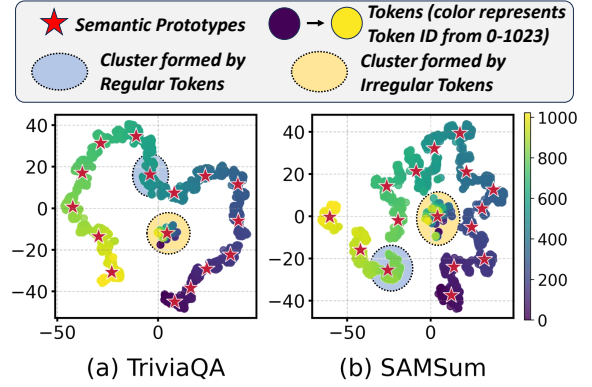 Semantic Prototypes
Tokens (color represents
Token ID from 0-1023)
Cluster formed by
Regular Tokens
Cluster formed by
Irregular Tokens
40
20
0
−20
−40
−50
0
(a) TriviaQA
40
20
0
−20
−40
−50
0
(b) SAMSum
1000
800
600
400
200
0